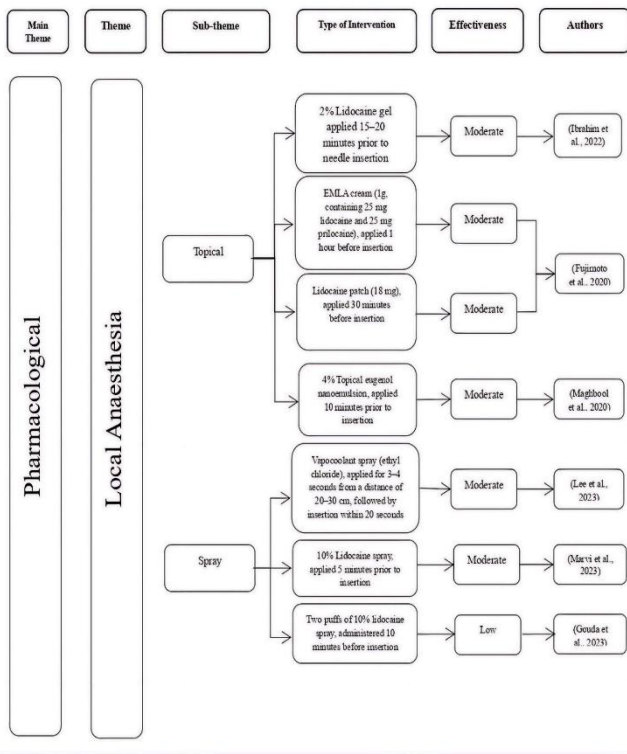 Main
Theme
Theme
Sub-theme
Type of Intervention
Effectiveness
Authors
Pharmacological
Local Anaesthesia
Topical
2% Lidocaine gel
applied 15–20
minutes prior to
needle insertion
Moderate
(Ibrahim et
al., 2022)
EMLA cream (1g,
containing 25 mg
lidocaine and 25 mg
prilocaine), applied 1
hour before insertion
Moderate
Lidocaine patch (18 mg),
applied 30 minutes
before insertion
Moderate
(Fujimoto
et al., 2020)
4% Topical eugenol
nanoemulsion, applied
10 minutes prior to
insertion
Moderate
(Maghbool
et al., 2020)
Spray
Vapocoolant spray (ethyl
chloride), applied for 3–4
seconds from a distance of
20–30 cm, followed by
insertion within 20 seconds
Moderate
(Lee et al.,
2023)
10% Lidocaine spray,
applied 5 minutes prior to
insertion
Moderate
(Marvi et al.,
2023)
Two puffs of 10% lidocaine
spray, administered 10
minutes before insertion
Low
(Gouda et
al., 2023)